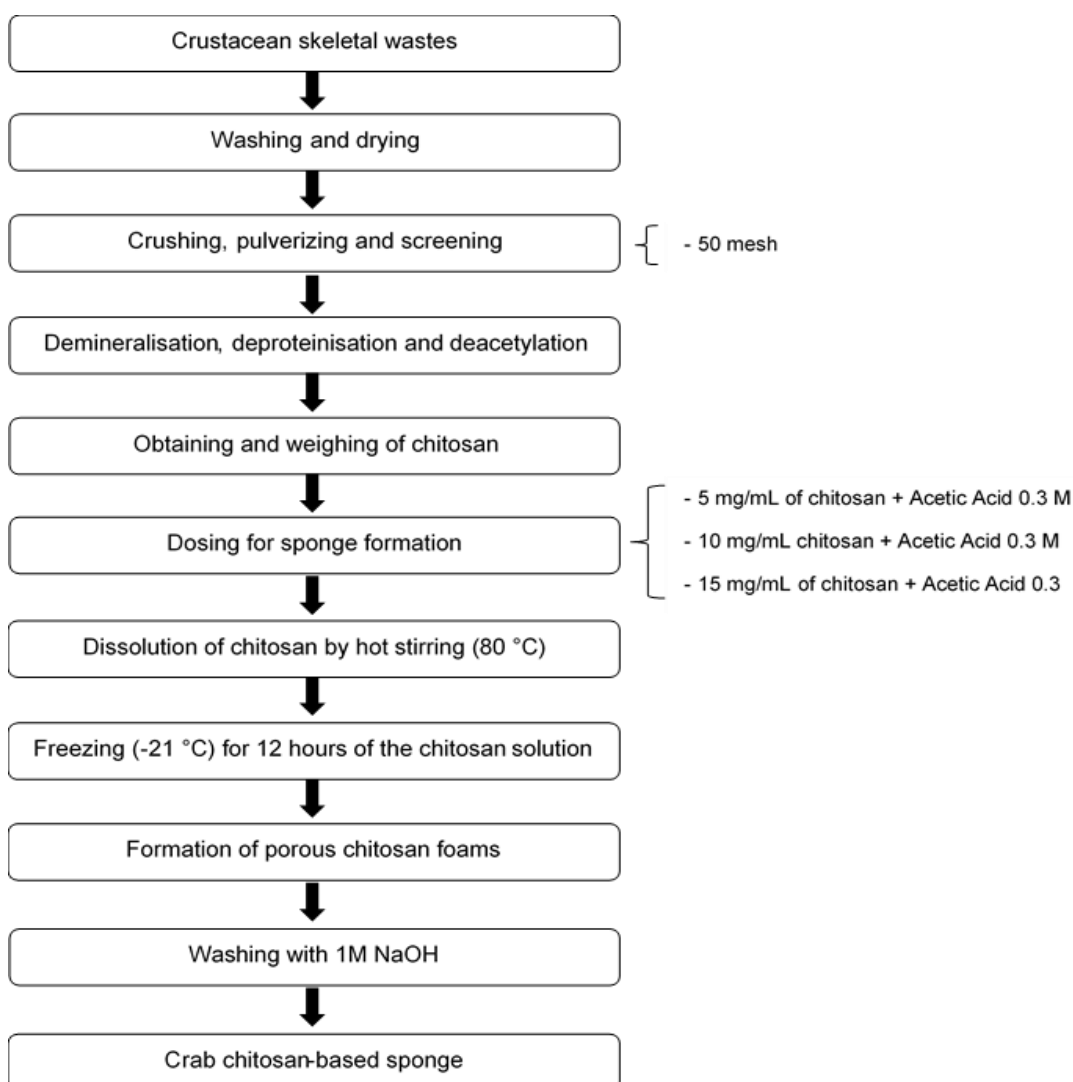 Crustacean skeletal wastes
Washing and drying
Crushing, pulverizing and screening
- 50 mesh
Demineralisation, deproteinisation and deacetylation
Obtaining and weighing of chitosan
Dosing for sponge formation
- 5 mg/mL of chitosan + Acetic Acid 0.3 M
- 10 mg/mL chitosan + Acetic Acid 0.3 M
- 15 mg/mL of chitosan + Acetic Acid 0.3
Dissolution of chitosan by hot stirring (80 °C)
Freezing (-21 °C) for 12 hours of the chitosan solution
Formation of porous chitosan foams
Washing with 1M NaOH
Crab chitosan-based sponge